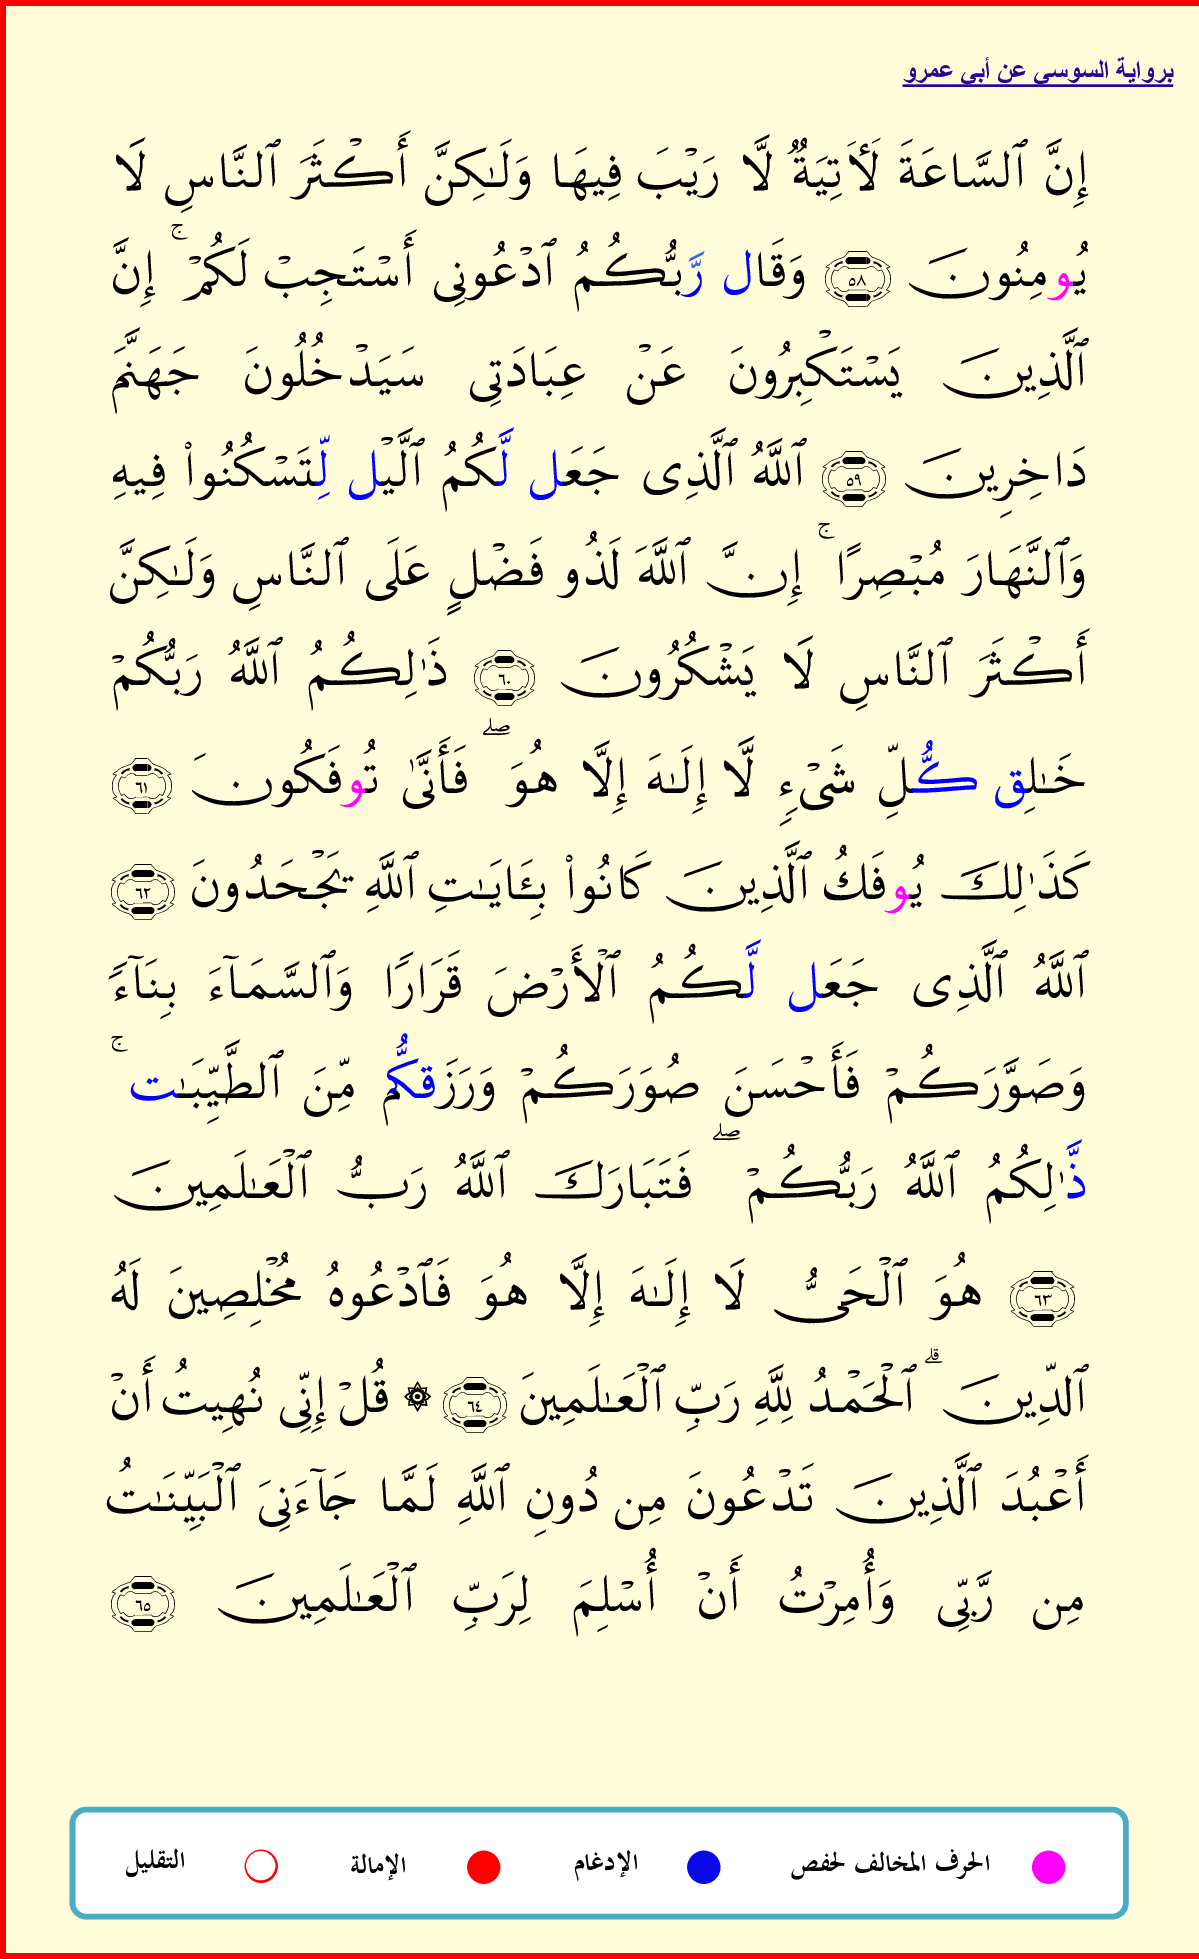 برواية السوسي عن أبي عمرو
إِنَّ ٱلسَّاعَةَ لَأٓتِيَةٌ لَّا رَيْبَ فِيهَا وَلَٰكِنَّ أَكْثَرَ ٱلنَّاسِ لَا
يُومِنُونَ ٥٨ وَقَال رَّبُّكُمُ ٱدْعُونِى أَسْتَجِبْ لَكُمْۚ إِنَّ
ٱلَّذِينَ يَسْتَكْبِرُونَ عَنْ عِبَادَتِى سَيَدْخُلُونَ جَهَنَّمَ
دَاخِرِينَ ٥٩ ٱللَّهُ ٱلَّذِى جَعَل لَّكُمُ ٱلَّيْل لِّتَسْكُنُواْ فِيهِ
وَٱلنَّهَارَ مُبْصِرًاۚ إِنَّ ٱللَّهَ لَذُو فَضْلٍ عَلَى ٱلنَّاسِ وَلَٰكِنَّ
أَكْثَرَ ٱلنَّاسِ لَا يَشْكُرُونَ ٦٠ ذَٰلِكُمُ ٱللَّهُ رَبُّكُمْ
خَٰلِق كُّلِّ شَىْءٍ لَّا إِلَٰهَ إِلَّا هُوَۖ فَأَنَّىٰ تُوفَكُونَ ٦١
كَذَٰلِكَ يُوفَكُ ٱلَّذِينَ كَانُواْ بِـَٔايَٰتِ ٱللَّهِ يَجْحَدُونَ ٦٢
ٱللَّهُ ٱلَّذِى جَعَل لَّكُمُ ٱلْأَرْضَ قَرَارًا وَٱلسَّمَآءَ بِنَآءً
وَصَوَّرَكُمْ فَأَحْسَنَ صُوَرَكُمْ وَرَزَقكُّم مِّنَ ٱلطَّيِّبَٰتۚ
ذَّٰلِكُمُ ٱللَّهُ رَبُّكُمْۖ فَتَبَارَكَ ٱللَّهُ رَبُّ ٱلْعَٰلَمِينَ
٦٣ هُوَ ٱلْحَىُّ لَا إِلَٰهَ إِلَّا هُوَ فَٱدْعُوهُ مُخْلِصِينَ لَهُ
ٱلدِّينَۗ ٱلْحَمْدُ لِلَّهِ رَبِّ ٱلْعَٰلَمِينَ ٦٤ ۞ قُلْ إِنِّى نُهِيتُ أَنْ
أَعْبُدَ ٱلَّذِينَ تَدْعُونَ مِن دُونِ ٱللَّهِ لَمَّا جَآءَنِىَ ٱلْبَيِّنَٰتُ
مِن رَّبِّى وَأُمِرْتُ أَنْ أُسْلِمَ لِرَبِّ ٱلْعَٰلَمِينَ ٦٥
الحرف المخالف لحفص الإدغام الإمالة التقليل